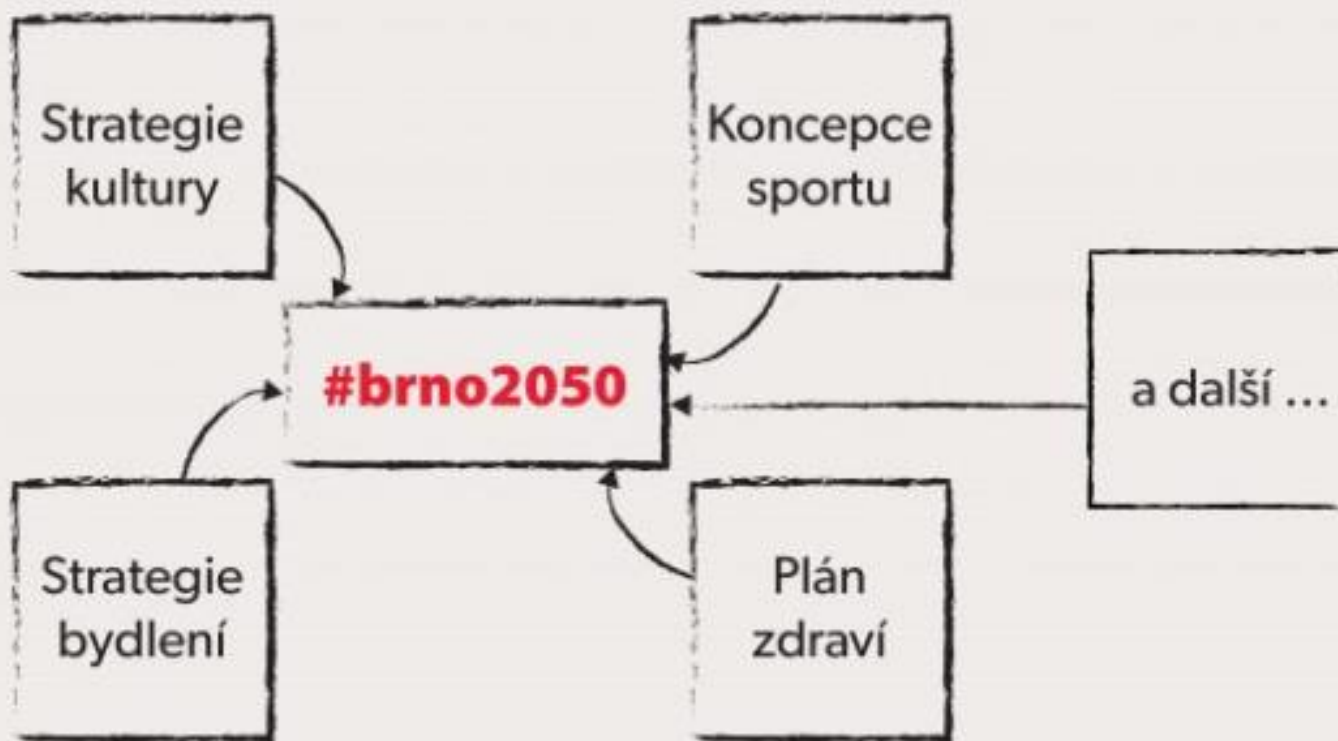 Strategie
kultury
Koncepce
sportu
#brno2050
a další ...
Strategie
bydlení
Plán
zdraví